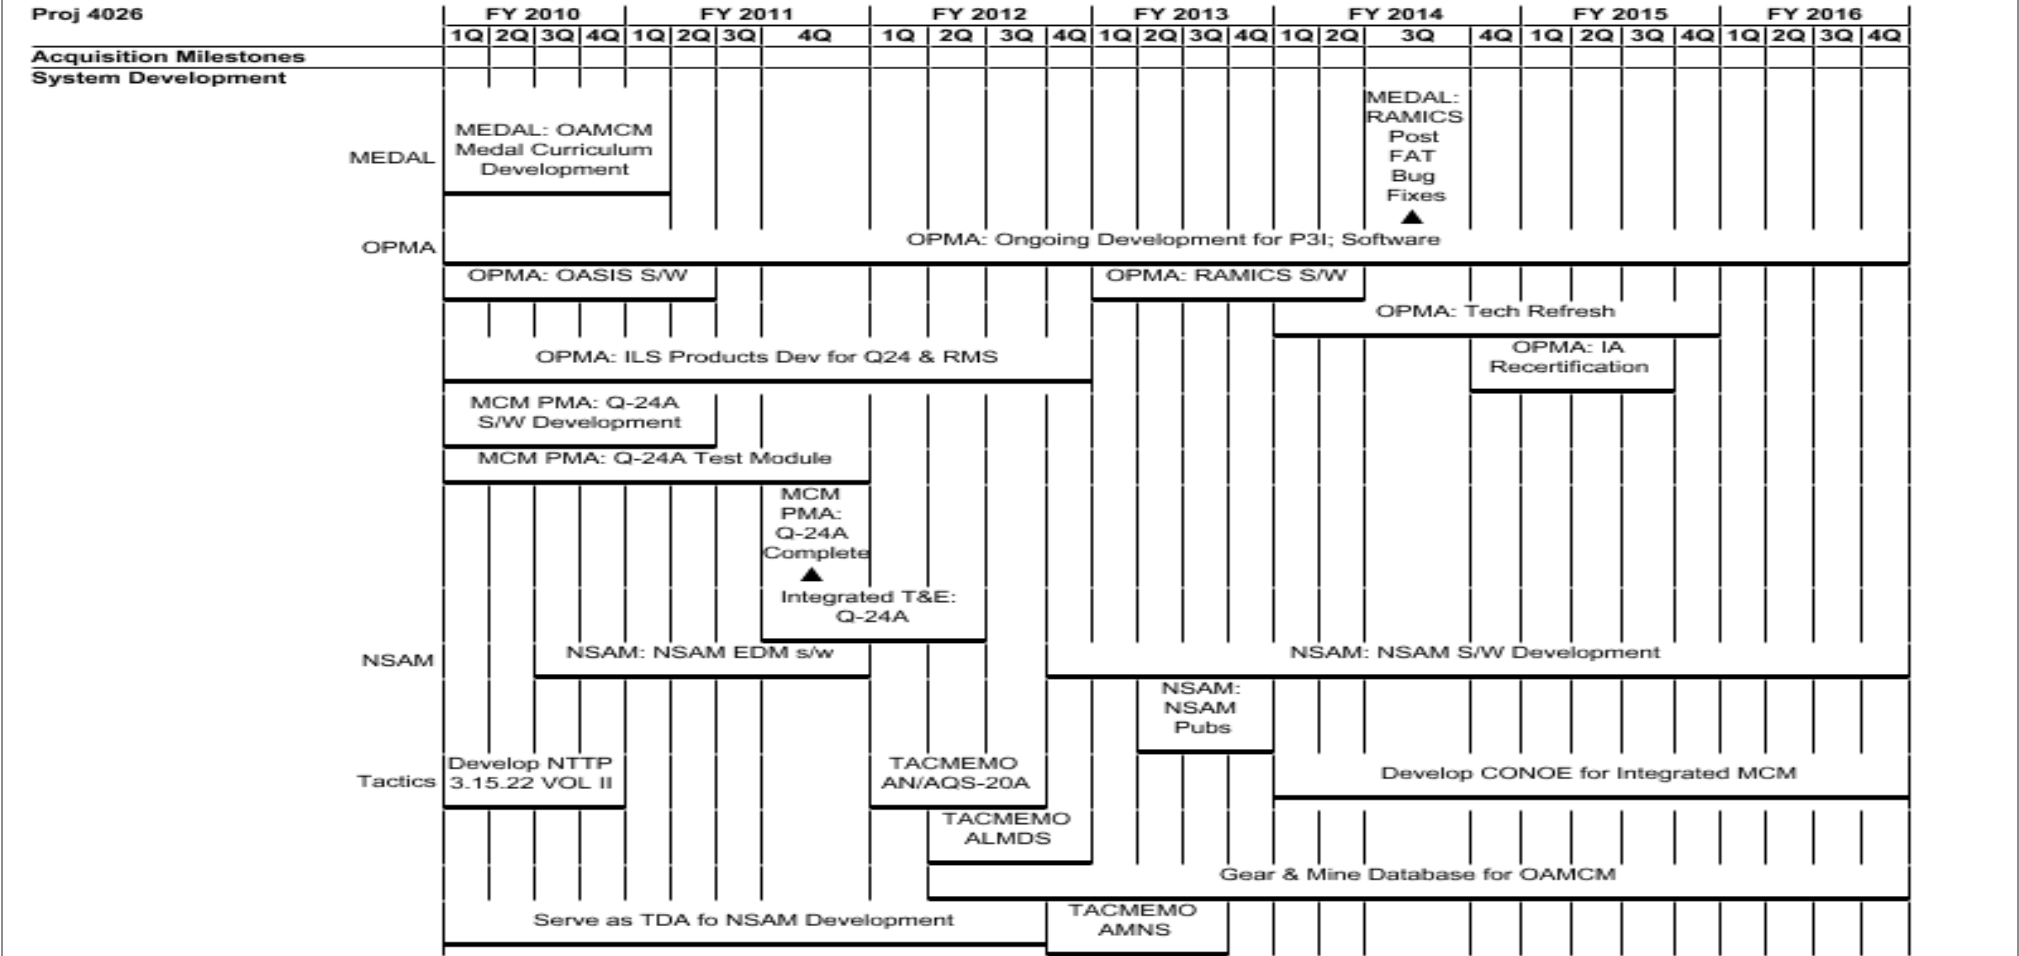 Proj 4026
FY 2010 FY 2011 FY 2012 FY 2013 FY 2014 FY 2015 FY 2016
1Q 2Q 3Q 4Q 1Q 2Q 3Q 4Q 1Q 2Q 3Q 4Q 1Q 2Q 3Q 4Q 1Q 2Q 3Q 4Q 1Q 2Q 3Q 4Q 1Q 2Q 3Q 4Q
Acquisition Milestones
System Development
MEDAL
MEDAL: OAMCM
Medal Curriculum
Development
MEDAL:
RAMICS
Post
FAT
Bug
Fixes
OPMA
OPMA: Ongoing Development for P3I; Software
OPMA: OASIS S/W
OPMA: RAMICS S/W
OPMA: Tech Refresh
OPMA: ILS Products Dev for Q24 & RMS
OPMA: IA
Recertification
MCM PMA: Q-24A
S/W Development
MCM PMA: Q-24A Test Module
MCM
PMA:
Q-24A
Complete
Integrated T&E:
Q-24A
NSAM
NSAM: NSAM EDM s/w
NSAM: NSAM S/W Development
NSAM:
NSAM
Pubs
Tactics
Develop NTTP
3.15.22 VOL II
TACMEMO
AN/AQS-20A
Develop CONOE for Integrated MCM
TACMEMO
ALMDS
Gear & Mine Database for OAMCM
Serve as TDA fo NSAM Development
TACMEMO
AMNS